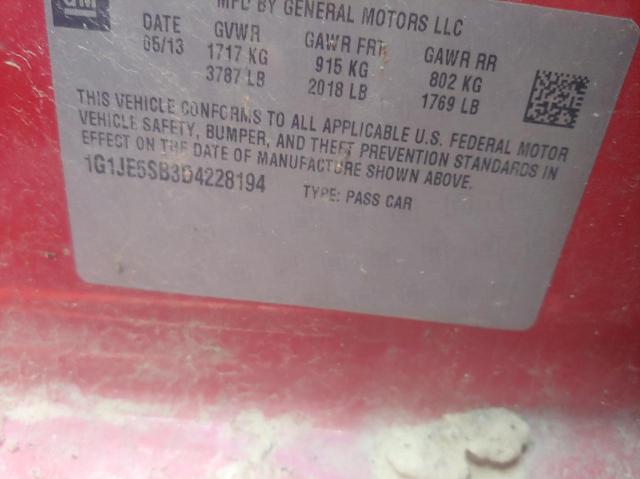 GM
MFD BY GENERAL MOTORS LLC
DATE GVWR GAWR FRT GAWR RR
05/13 1717 KG 915 KG 802 KG
3787 LB 2018 LB 1769 LB
THIS VEHICLE CONFORMS TO ALL APPLICABLE U.S. FEDERAL MOTOR
VEHICLE SAFETY, BUMPER, AND THEFT PREVENTION STANDARDS IN
EFFECT ON THE DATE OF MANUFACTURE SHOWN ABOVE.
1G1JE5SB3D4228194 TYPE: PASS CAR